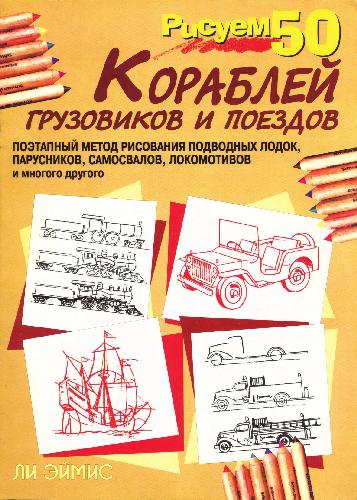 Рисуем 50
КОРАБЛЕЙ
ГРУЗОВИКОВ И ПОЕЗДОВ
ПОЭТАПНЫЙ МЕТОД РИСОВАНИЯ ПОДВОДНЫХ ЛОДОК,
ПАРУСНИКОВ, САМОСВАЛОВ, ЛОКОМОТИВОВ
и многого другого
ЛИ ЭЙМИС